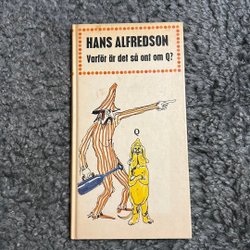 HANS ALFREDSON
Varför är det så ont om Q?
Q